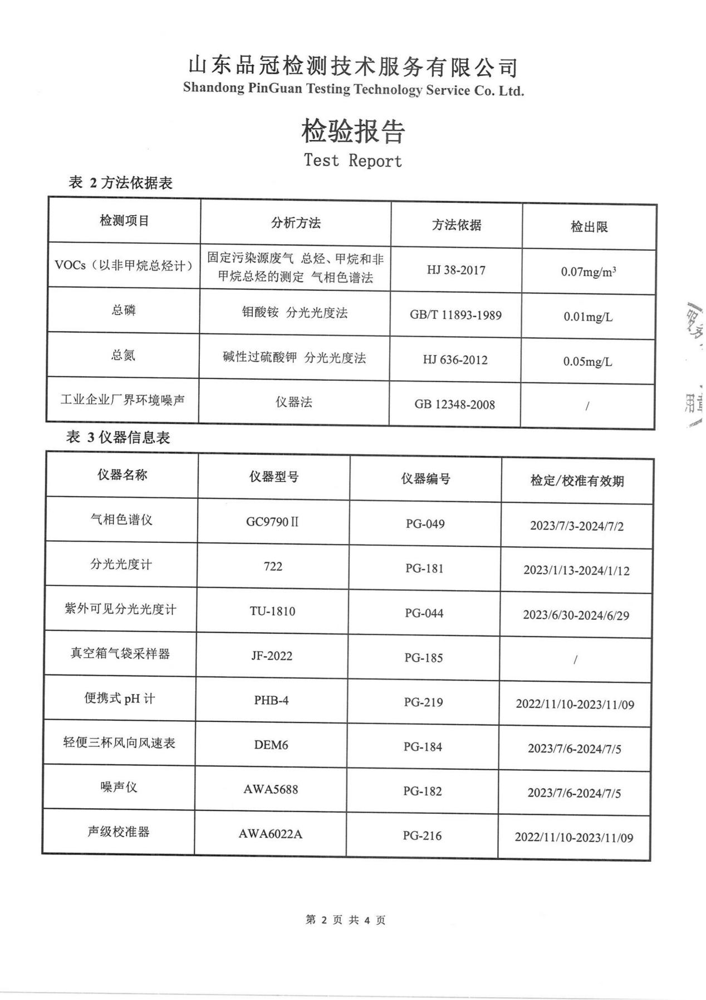 山东品冠检测技术服务有限公司
Shandong PinGuan Testing Technology Service Co. Ltd.
检验报告
Test Report
表 2 方法依据表
检测项目 分析方法 方法依据 检出限
VOCs（以非甲烷总烃计） 固定污染源废气 总烃、甲烷和非
甲烷总烃的测定 气相色谱法 HJ 38-2017 0.07mg/m³
总磷 钼酸铵 分光光度法 GB/T 11893-1989 0.01mg/L
总氮 碱性过硫酸钾 分光光度法 HJ 636-2012 0.05mg/L
工业企业厂界环境噪声 仪器法 GB 12348-2008 /
表 3 仪器信息表
仪器名称 仪器型号 仪器编号 检定/校准有效期
气相色谱仪 GC9790Ⅱ PG-049 2023/7/3-2024/7/2
分光光度计 722 PG-181 2023/1/13-2024/1/12
紫外可见分光光度计 TU-1810 PG-044 2023/6/30-2024/6/29
真空箱气袋采样器 JF-2022 PG-185 /
便携式 pH 计 PHB-4 PG-219 2022/11/10-2023/11/09
轻便三杯风向风速表 DEM6 PG-184 2023/7/6-2024/7/5
噪声仪 AWA5688 PG-182 2023/7/6-2024/7/5
声级校准器 AWA6022A PG-216 2022/11/10-2023/11/09
服务
用
第 2 页 共 4 页